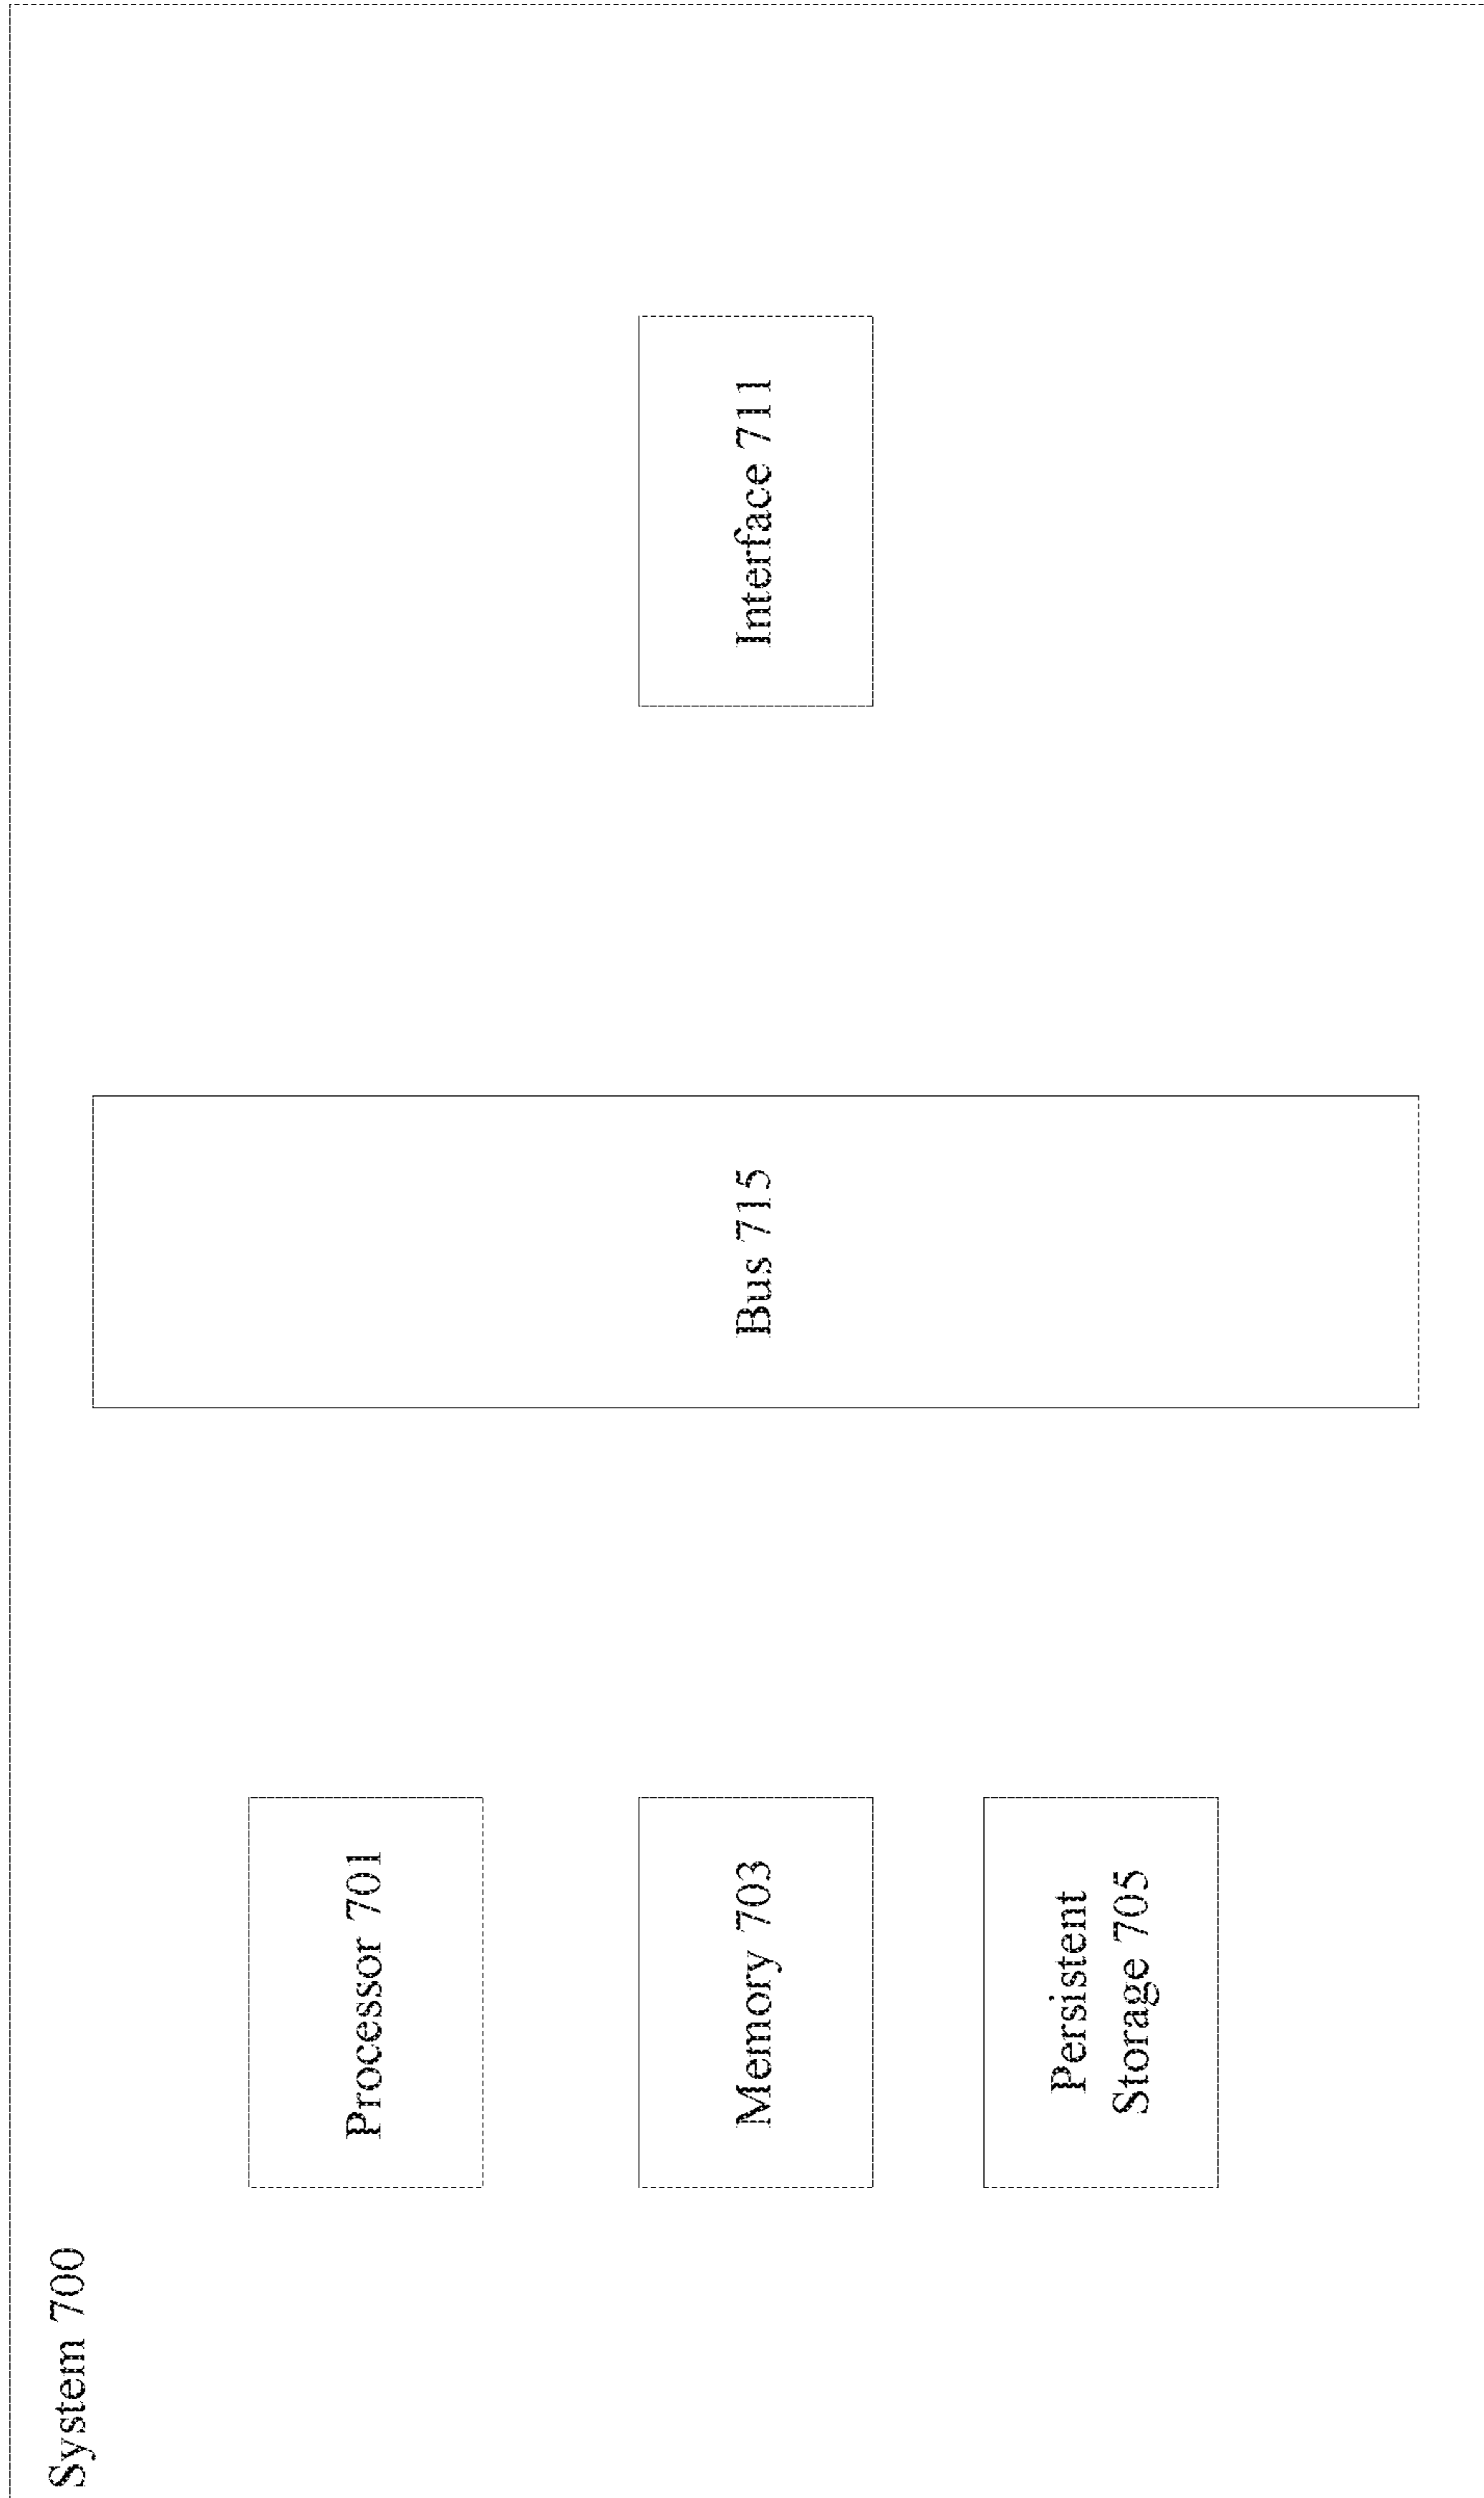 System 700
Processor 701
Memory 703
Persistent
Storage 705
Bus 715
Interface 711